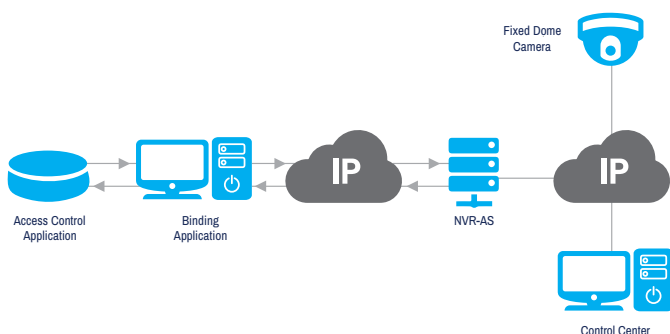 Fixed Dome
Camera
IP
IP
Access Control
Application
Binding
Application
NVR-AS
Control Center